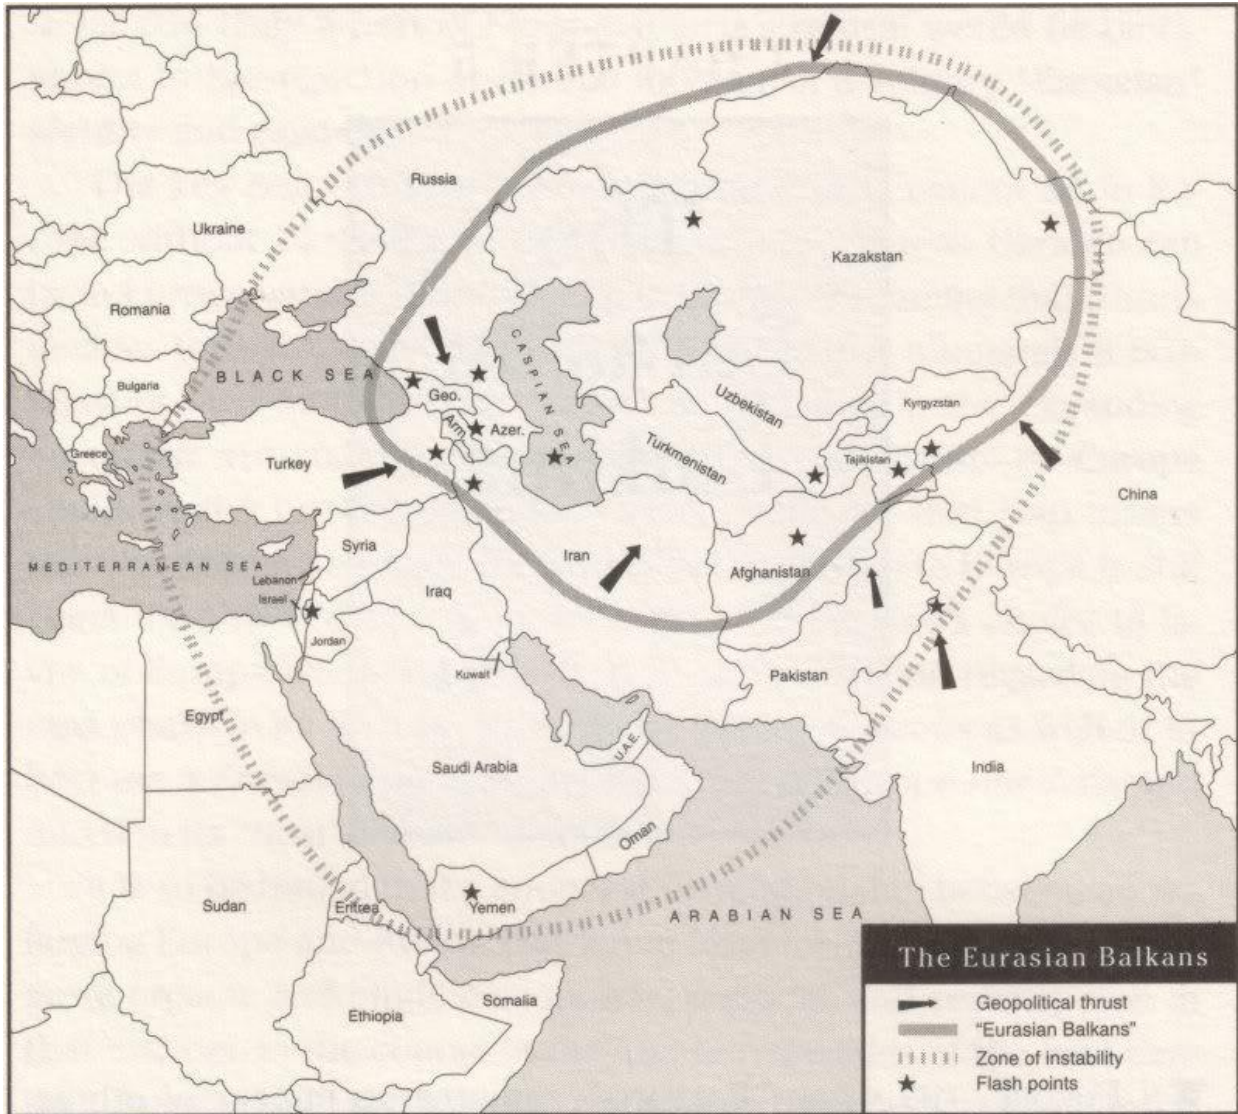 Russia
Ukraine
Kazakstan
Romania
CASPIAN SEA
Bulgaria
BLACK SEA
Geo.
Uzbekistan
Kyrgyzstan
Arm.
Azer.
Greece
Turkey
Turkmenistan
Tajikistan
China
Syria
Iran
MEDITERRANEAN SEA
Lebanon
Afghanistan
Israel
Iraq
Jordan
Kuwait
Pakistan
Egypt
U.A.E.
Saudi Arabia
India
Oman
Sudan
Eritrea
Yemen
ARABIAN SEA
Somalia
Ethiopia
The Eurasian Balkans
Geopolitical thrust
"Eurasian Balkans"
Zone of instability
Flash points